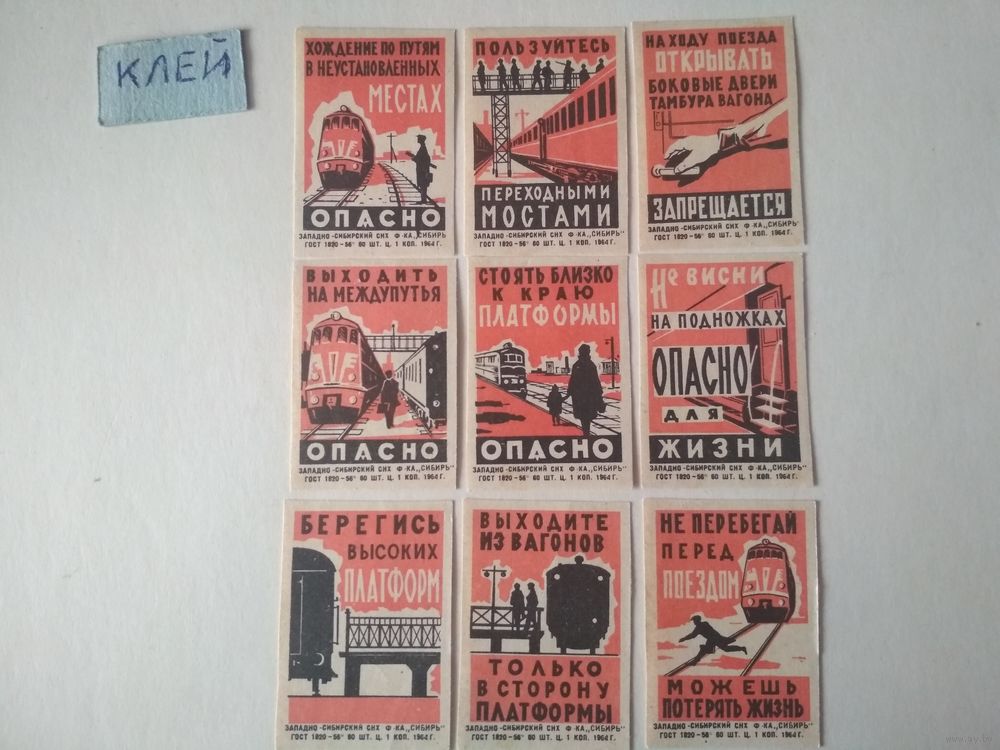 КЛЕЙ
ХОЖДЕНИЕ ПО ПУТЯМ
В НЕУСТАНОВЛЕННЫХ
МЕСТАХ
ОПАСНО
ЗАПАДНО-СИБИРСКИЙ СНХ Ф-КА „СИБИРЬ"
ГОСТ 1820-56* 60 ШТ. Ц. 1 КОП. 1964 Г.
ПОЛЬЗУЙТЕСЬ
ПЕРЕХОДНЫМИ
МОСТАМИ
ЗАПАДНО-СИБИРСКИЙ СНХ Ф-КА „СИБИРЬ"
ГОСТ 1820-56* 60 ШТ. Ц. 1 КОП. 1964 Г.
НА ХОДУ ПОЕЗДА
ОТКРЫВАТЬ
БОКОВЫЕ ДВЕРИ
ТАМБУРА ВАГОНА
ЗАПРЕЩАЕТСЯ
ЗАПАДНО-СИБИРСКИЙ СНХ Ф-КА „СИБИРЬ"
ГОСТ 1820-56* 60 ШТ. Ц. 1 КОП. 1964 Г.
ВЫХОДИТЬ
НА МЕЖДУПУТЬЯ
ОПАСНО
ЗАПАДНО-СИБИРСКИЙ СНХ Ф-КА „СИБИРЬ"
ГОСТ 1820-56* 60 ШТ. Ц. 1 КОП. 1964 Г.
СТОЯТЬ БЛИЗКО
К КРАЮ
ПЛАТФОРМЫ
ОПАСНО
ЗАПАДНО-СИБИРСКИЙ СНХ Ф-КА „СИБИРЬ"
ГОСТ 1820-56* 60 ШТ. Ц. 1 КОП. 1964 Г.
НЕ ВИСНИ
НА ПОДНОЖКАХ
ОПАСНО
ДЛЯ
ЖИЗНИ
ЗАПАДНО-СИБИРСКИЙ СНХ Ф-КА „СИБИРЬ"
ГОСТ 1820-56* 60 ШТ. Ц. 1 КОП. 1964 Г.
БЕРЕГИСЬ
ВЫСОКИХ
ПЛАТФОРМ
ЗАПАДНО-СИБИРСКИЙ СНХ Ф-КА „СИБИРЬ"
ГОСТ 1820-56* 60 ШТ. Ц. 1 КОП. 1964 Г.
ВЫХОДИТЕ
ИЗ ВАГОНОВ
ТОЛЬКО
В СТОРОНУ
ПЛАТФОРМЫ
ЗАПАДНО-СИБИРСКИЙ СНХ Ф-КА „СИБИРЬ"
ГОСТ 1820-56* 60 ШТ. Ц. 1 КОП. 1964 Г.
НЕ ПЕРЕБЕГАЙ
ПЕРЕД
ПОЕЗДОМ
МОЖЕШЬ
ПОТЕРЯТЬ ЖИЗНЬ
ЗАПАДНО-СИБИРСКИЙ СНХ Ф-КА „СИБИРЬ"
ГОСТ 1820-56* 60 ШТ. Ц. 1 КОП. 1964 Г.